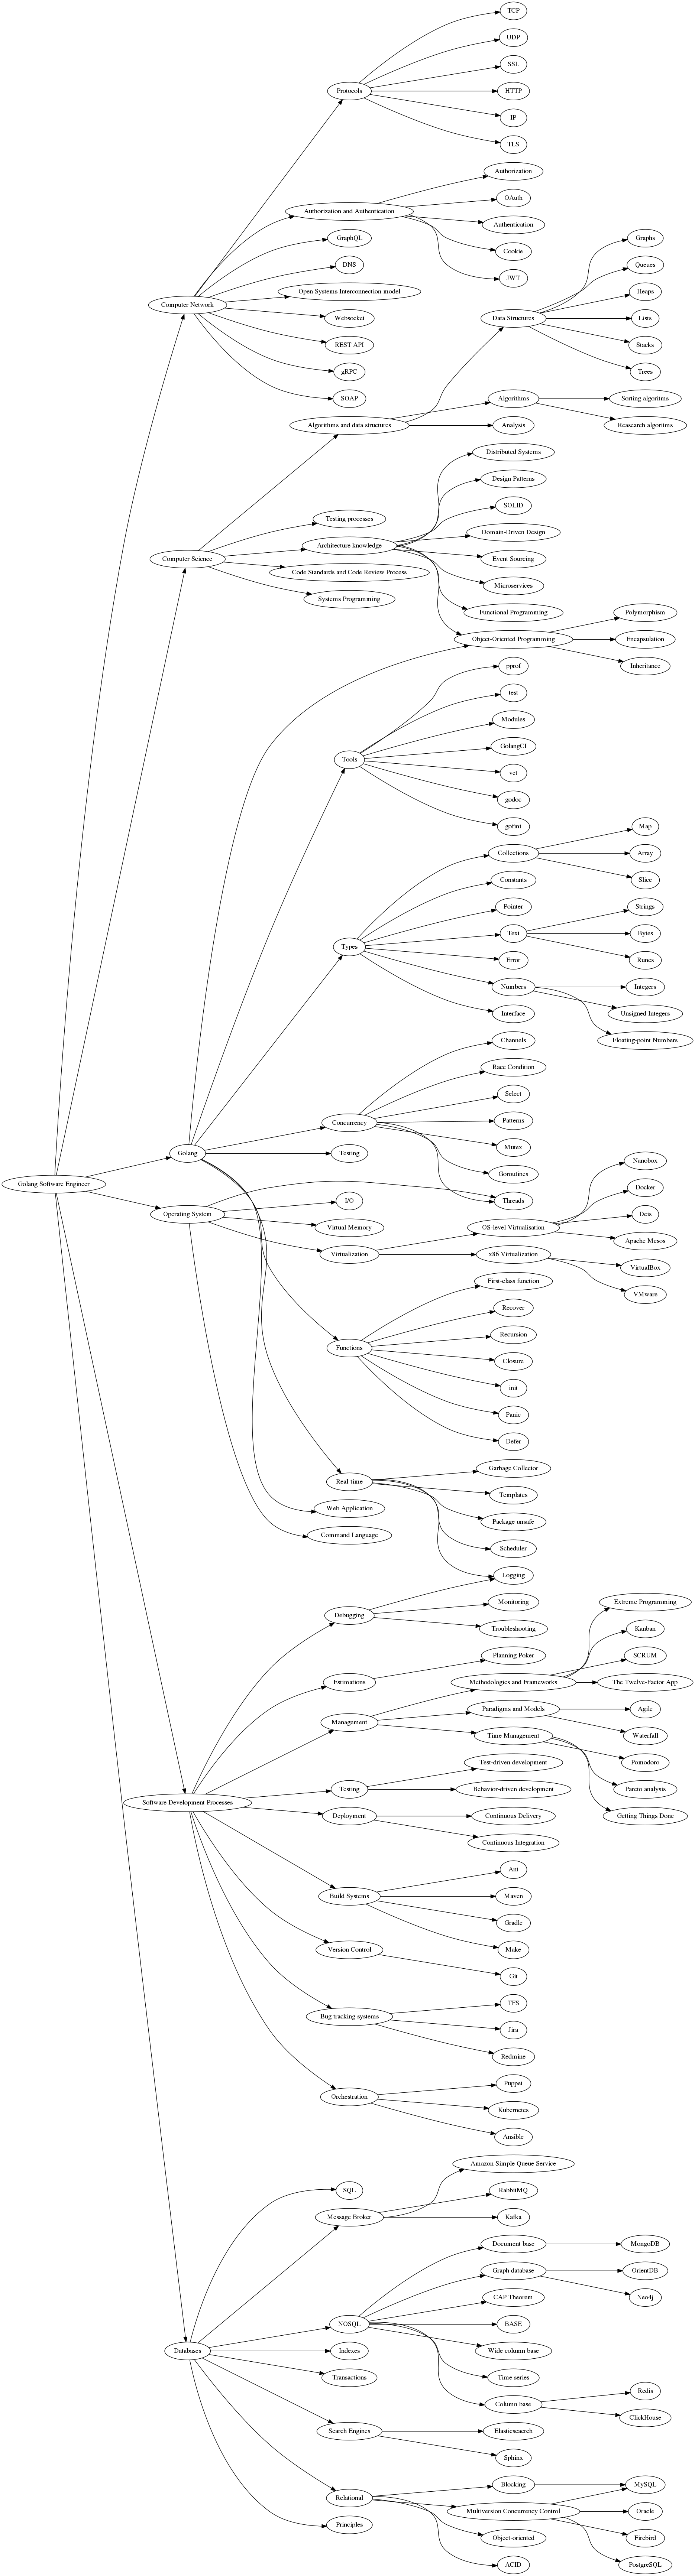 TCP
UDP
SSL
Protocols
HTTP
IP
TLS
Authorization
OAuth
Authorization and Authentication
Authentication
GraphQL
Graphs
Cookie
DNS
Queues
JWT
Open Systems Interconnection model
Heaps
Computer Network
Websocket
Data Structures
Lists
REST API
Stacks
gRPC
Trees
SOAP
Algorithms
Sorting algoritms
Algorithms and data structures
Analysis
Reasearch algoritms
Distributed Systems
Design Patterns
SOLID
Testing processes
Domain-Driven Design
Architecture knowledge
Computer Science
Event Sourcing
Code Standards and Code Review Process
Microservices
Systems Programming
Functional Programming
Polymorphism
Object-Oriented Programming
Encapsulation
Inheritance
pprof
test
Modules
GolangCI
Tools
vet
godoc
gofmt
Map
Collections
Array
Constants
Slice
Pointer
Strings
Text
Bytes
Types
Error
Runes
Numbers
Integers
Interface
Unsigned Integers
Channels
Floating-point Numbers
Race Condition
Select
Concurrency
Patterns
Mutex
Golang
Testing
Nanobox
Goroutines
Golang Software Engineer
Docker
I/O
Threads
Operating System
Deis
Virtual Memory
OS-level Virtualisation
Apache Mesos
Virtualization
x86 Virtualization
VirtualBox
First-class function
VMware
Recover
Recursion
Functions
Closure
init
Panic
Defer
Garbage Collector
Real-time
Templates
Web Application
Package unsafe
Command Language
Scheduler
Logging
Monitoring
Extreme Programming
Debugging
Troubleshooting
Kanban
Planning Poker
SCRUM
Estimations
Methodologies and Frameworks
The Twelve-Factor App
Paradigms and Models
Agile
Management
Time Management
Waterfall
Test-driven development
Pomodoro
Testing
Behavior-driven development
Pareto analysis
Software Development Processes
Deployment
Continuous Delivery
Getting Things Done
Continuous Integration
Ant
Build Systems
Maven
Gradle
Version Control
Make
Git
TFS
Bug tracking systems
Jira
Redmine
Puppet
Orchestration
Kubernetes
Ansible
Amazon Simple Queue Service
SQL
RabbitMQ
Message Broker
Kafka
Document base
MongoDB
Graph database
OrientDB
CAP Theorem
Neo4j
NOSQL
BASE
Databases
Indexes
Wide column base
Transactions
Time series
Redis
Column base
ClickHouse
Search Engines
Elasticseaerch
Sphinx
Blocking
MySQL
Relational
Multiversion Concurrency Control
Oracle
Principles
Object-oriented
Firebird
ACID
PostgreSQL